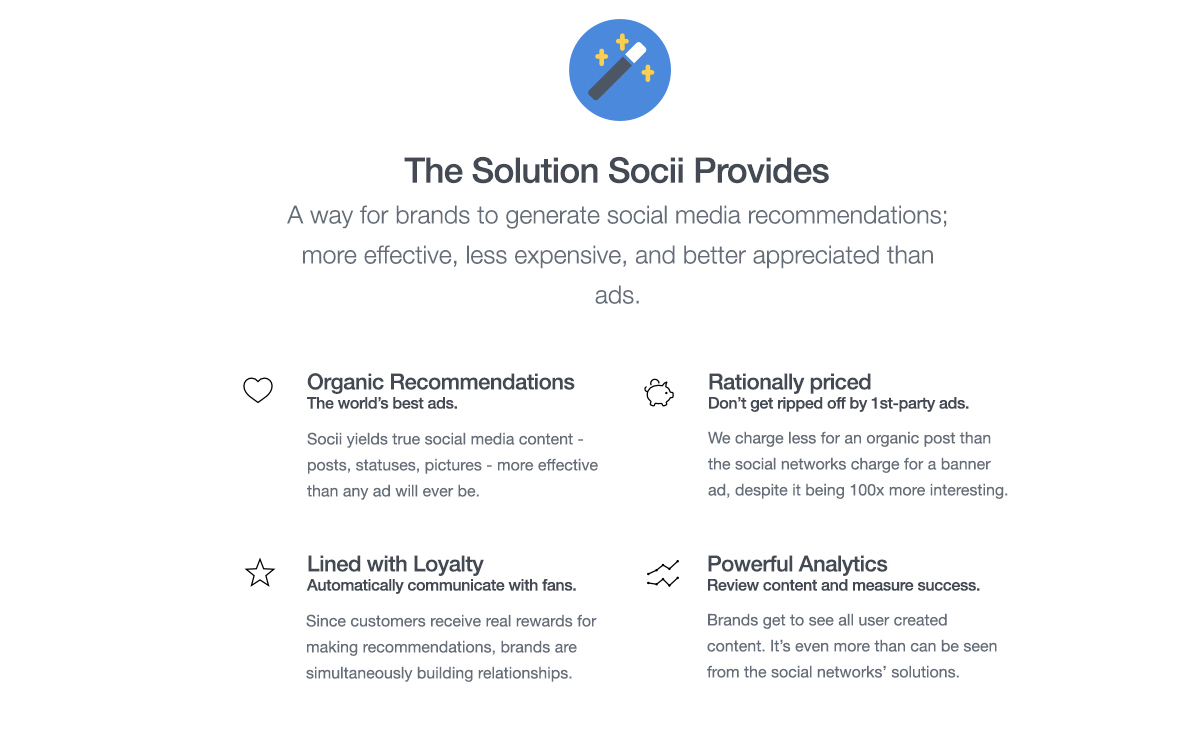 The Solution Socii Provides
A way for brands to generate social media recommendations;
more effective, less expensive, and better appreciated than
ads.
Organic Recommendations
The world’s best ads.
Socii yields true social media content -
posts, statuses, pictures - more effective
than any ad will ever be.
Rationally priced
Don’t get ripped off by 1st-party ads.
We charge less for an organic post than
the social networks charge for a banner
ad, despite it being 100x more interesting.
Lined with Loyalty
Automatically communicate with fans.
Since customers receive real rewards for
making recommendations, brands are
simultaneously building relationships.
Powerful Analytics
Review content and measure success.
Brands get to see all user created
content. It’s even more than can be seen
from the social networks’ solutions.